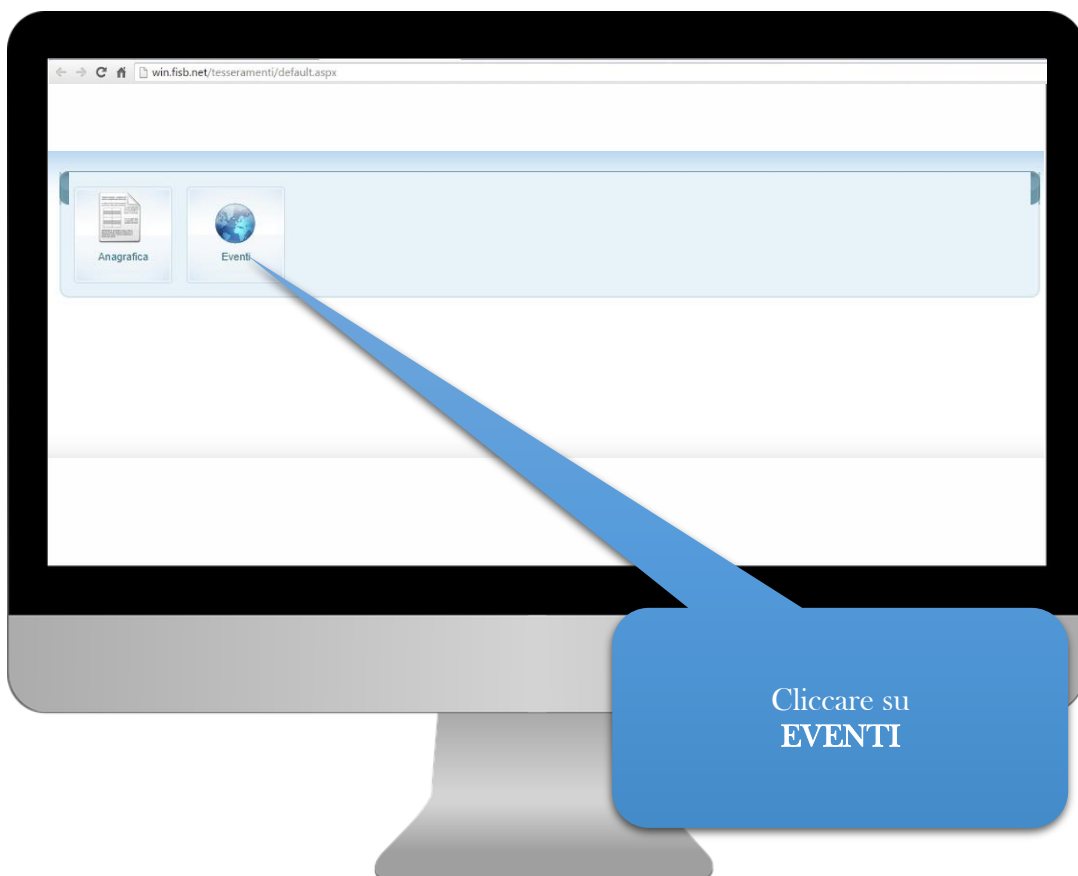 win.fisb.net/tesseramenti/default.aspx
Anagrafica
Eventi
Cliccare su
EVENTI